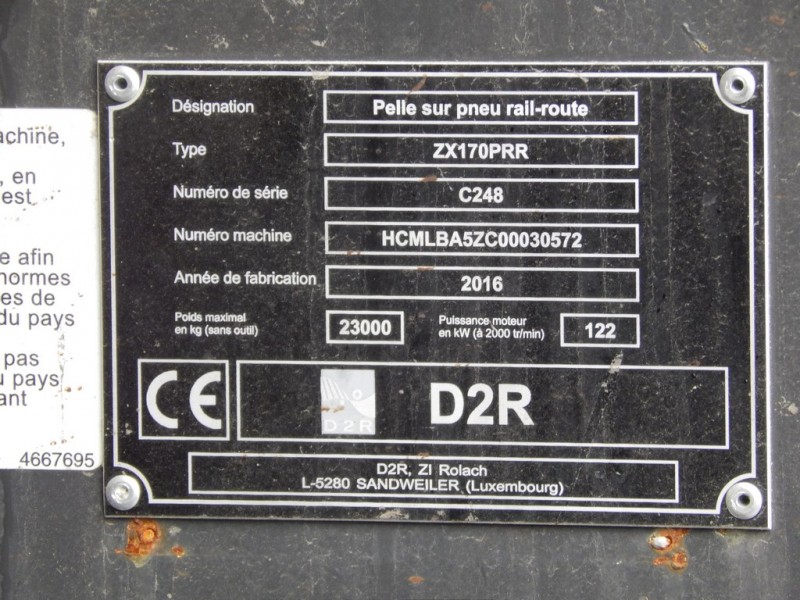 achine,
, en
est
e afin
normes
es de
du pays
pas
u pays
ant
4667695
Désignation Pelle sur pneu rail-route
Type ZX170PRR
Numéro de série C248
Numéro machine HCMLBA5ZC00030572
Année de fabrication 2016
Poids maximal
en kg (sans outil) 23000
Puissance moteur
en kW (à 2000 tr/min) 122
CE D2R D2R
D2R, ZI Rolach
L-5280 SANDWEILER (Luxembourg)